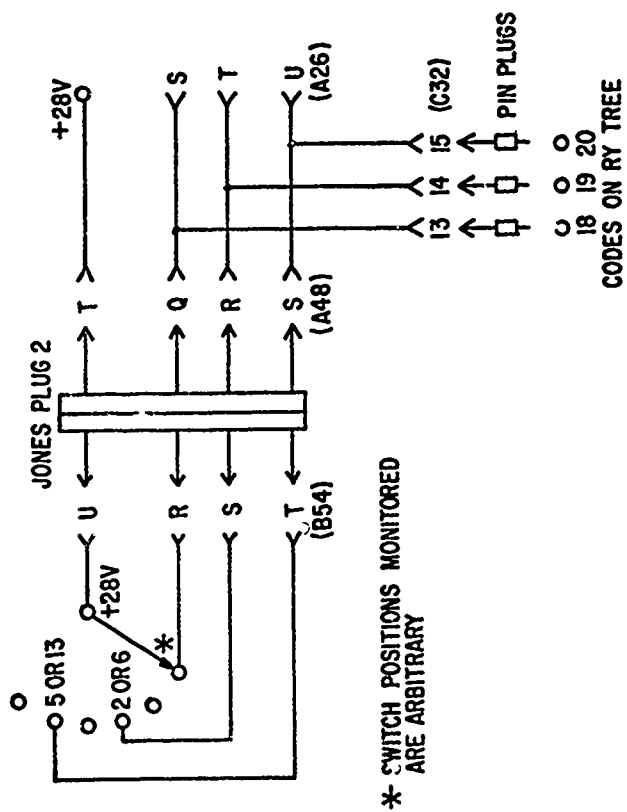 JONES PLUG 2
+28V
U
T
R
Q
S
S
R
T
T
(B54)
S
(A48)
U
(A26)
+28V
5 OR 13
2 OR 6
*
* SWITCH POSITIONS MONITORED
ARE ARBITRARY
13 14 15 (C32)
PIN PLUGS
18 19 20
CODES ON RY TREE